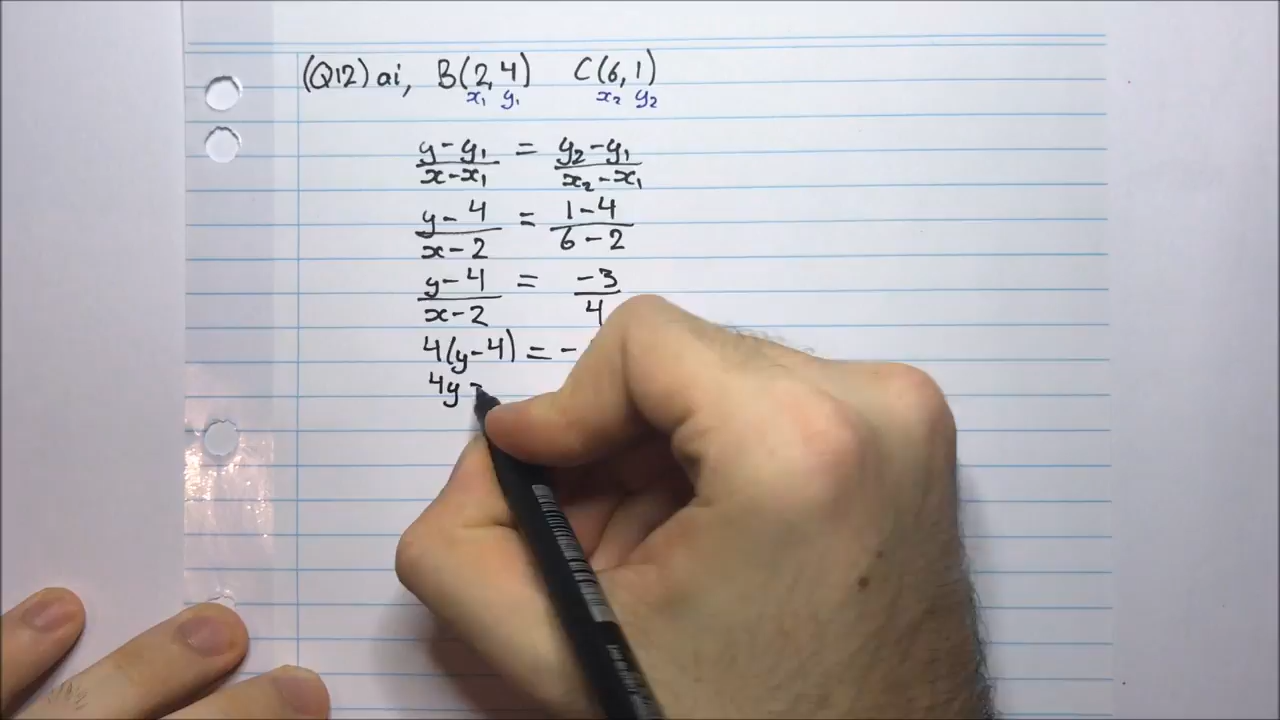 (Q12) ai, B(2,4) C(6,1)
x₁ y₁ x₂ y₂
y-y₁/x-x₁ = y₂-y₁/x₂-x₁
y-4/x-2 = 1-4/6-2
y-4/x-2 = -3/4
4(y-4) = -
4y -